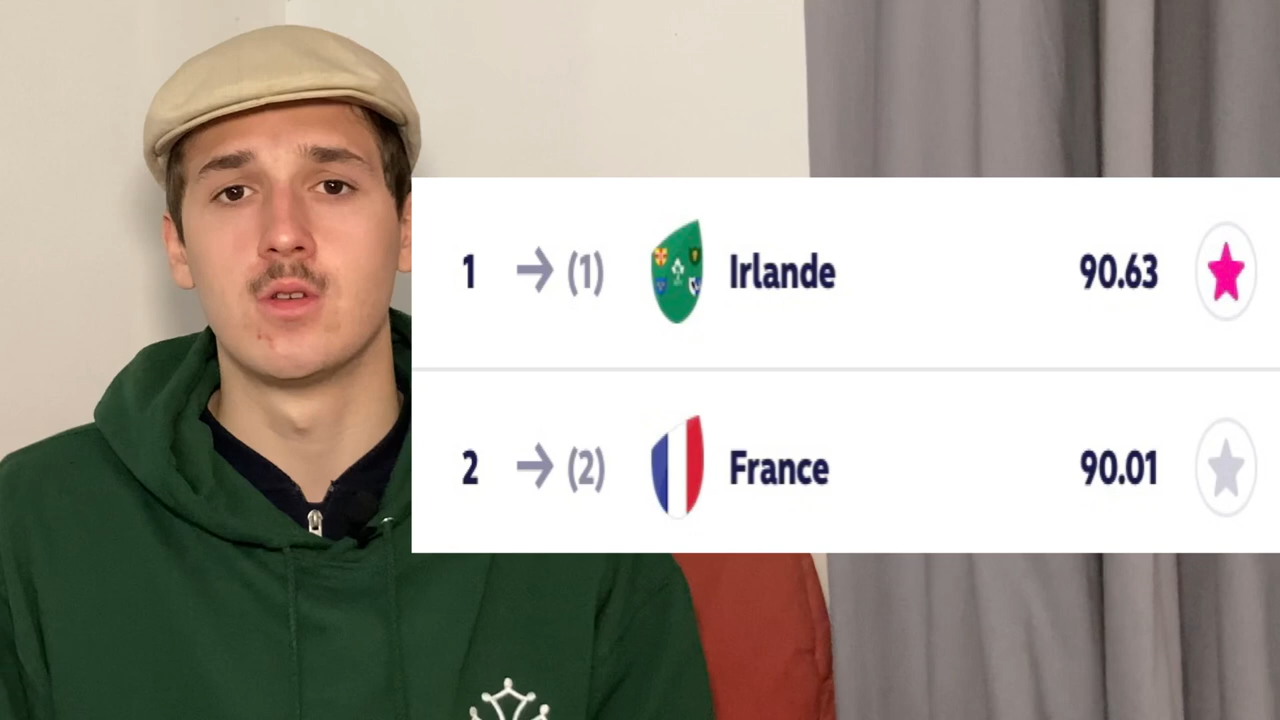 1 → (1) Irlande 90.63
2 → (2) France 90.01